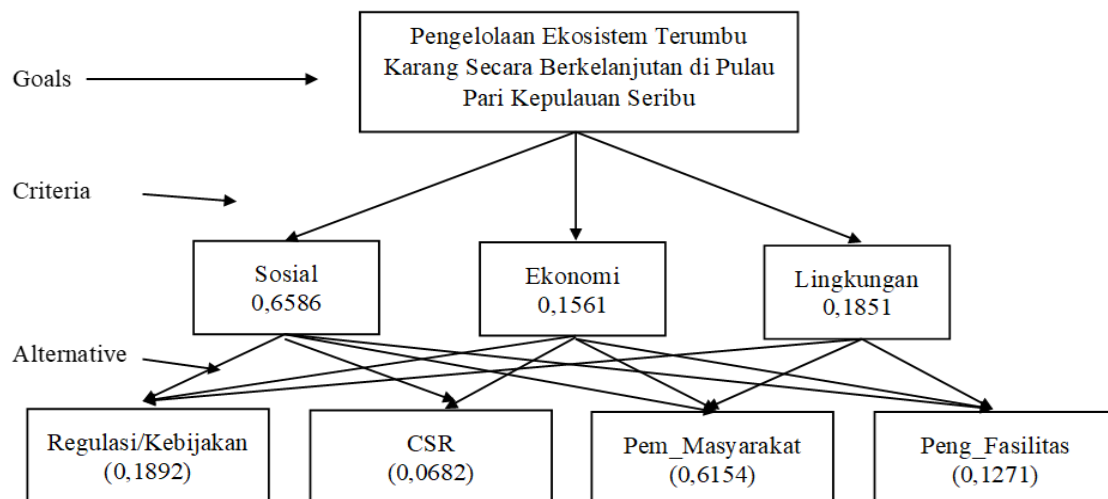 Pengelolaan Ekosistem Terumbu
Karang Secara Berkelanjutan di Pulau
Pari Kepulauan Seribu
Goals
Criteria
Sosial
0,6586
Ekonomi
0,1561
Lingkungan
0,1851
Alternative
Regulasi/Kebijakan
(0,1892)
CSR
(0,0682)
Pem_Masyarakat
(0,6154)
Peng_Fasilitas
(0,1271)